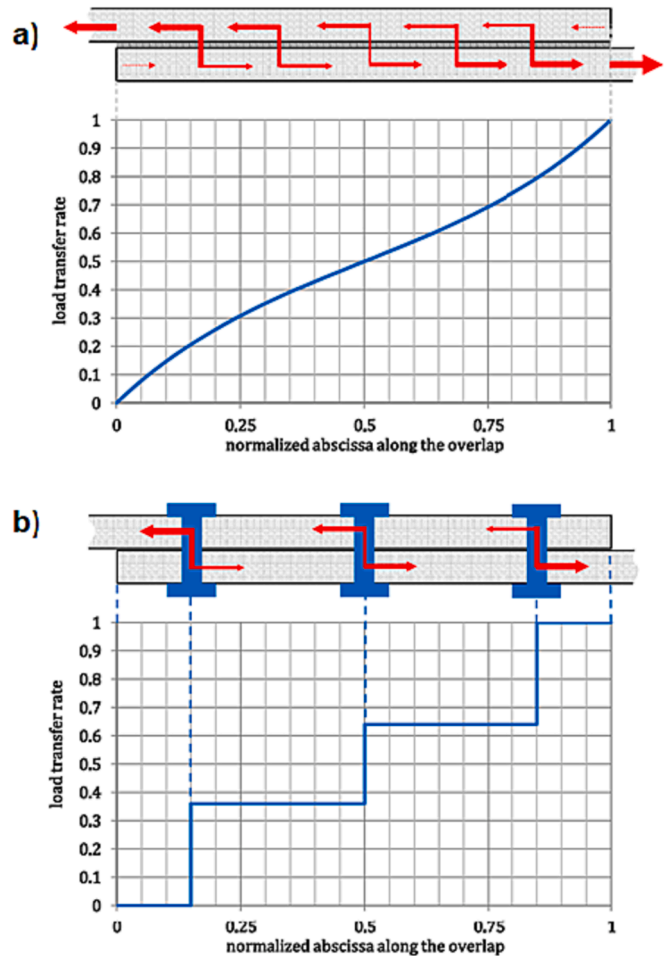 a)
1
0.9
0.8
0.7
0.6
0.5
0.4
0.3
0.2
0.1
0
load transfer rate
0 0.25 0.5 0.75 1
normalized abscissa along the overlap
b)
1
0.9
0.8
0.7
0.6
0.5
0.4
0.3
0.2
0.1
0
load transfer rate
0 0.25 0.5 0.75 1
normalized abscissa along the overlap